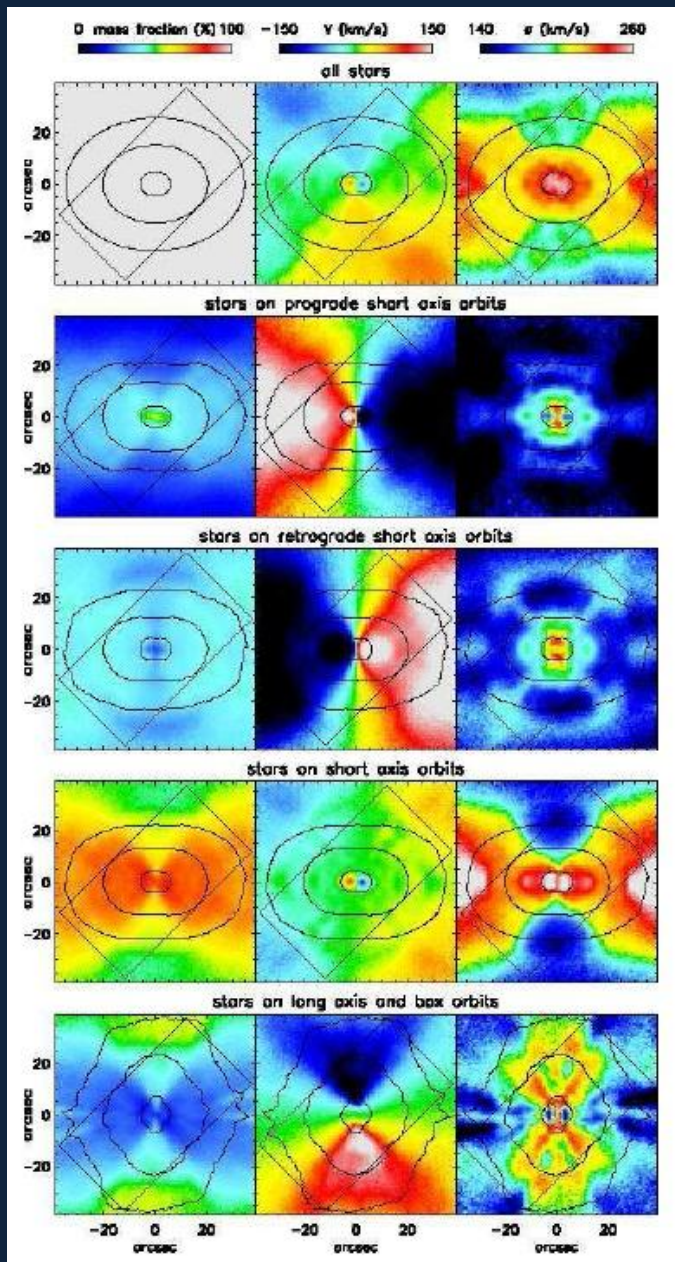 0 mass fraction (%) 100 -150 V (km/s) 150 140 σ (km/s) 260
all stars
20
0
-20
arcsec
stars on prograde short axis orbits
20
0
-20
arcsec
stars on retrograde short axis orbits
20
0
-20
arcsec
stars on short axis orbits
20
0
-20
arcsec
stars on long axis and box orbits
20
0
-20
arcsec
-20 0 20 -20 0 20 -20 0 20
arcsec arcsec arcsec